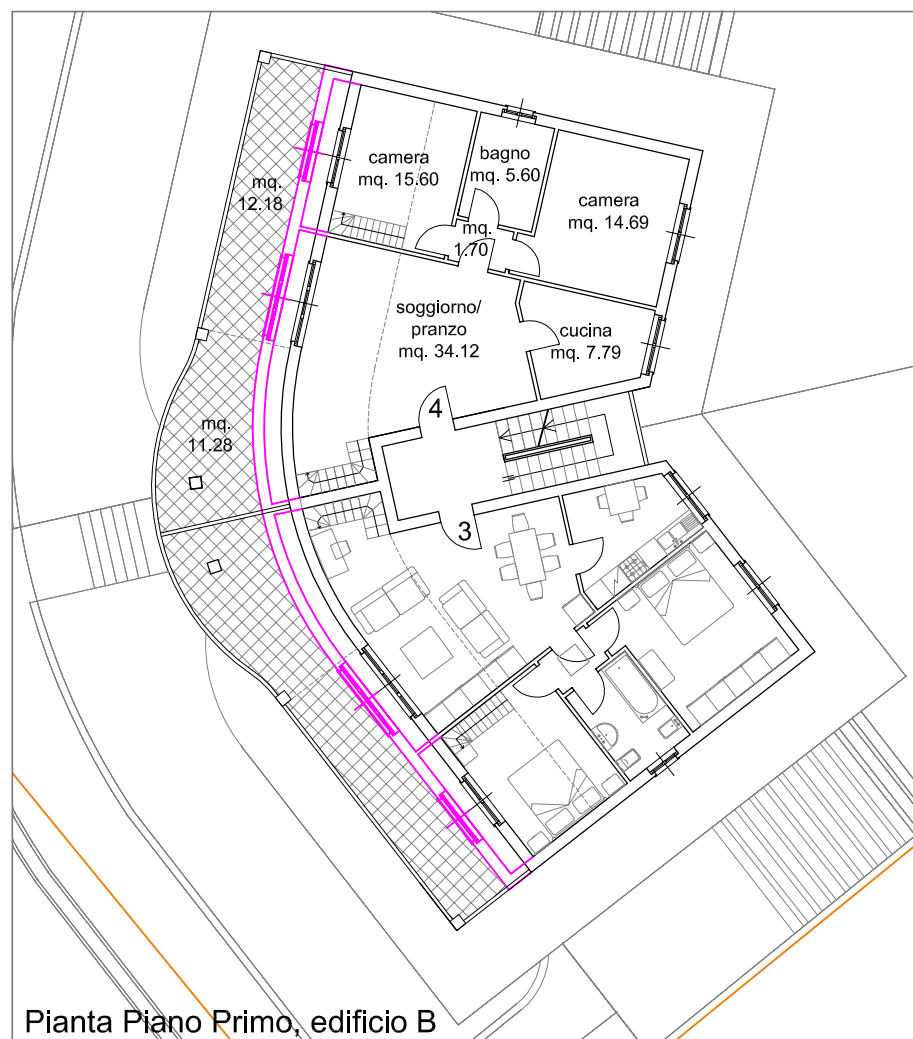 camera
mq. 15.60
bagno
mq. 5.60
camera
mq. 14.69
mq.
12.18
mq.
1.70
soggiorno/
pranzo
mq. 34.12
cucina
mq. 7.79
mq.
11.28
4
3
Pianta Piano Primo, edificio B